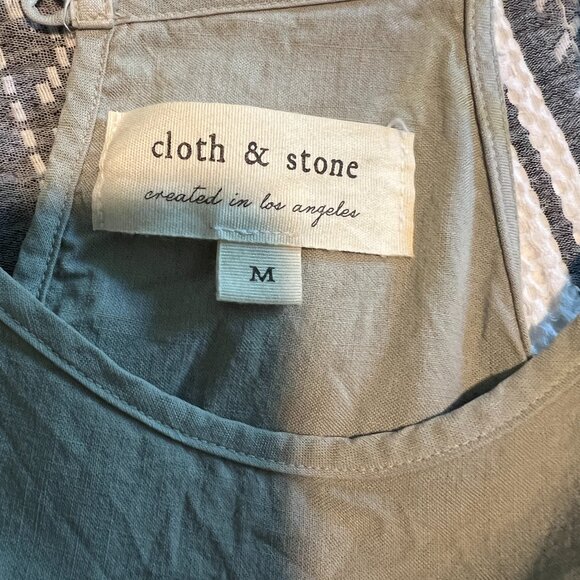 cloth & stone
created in los angeles
M